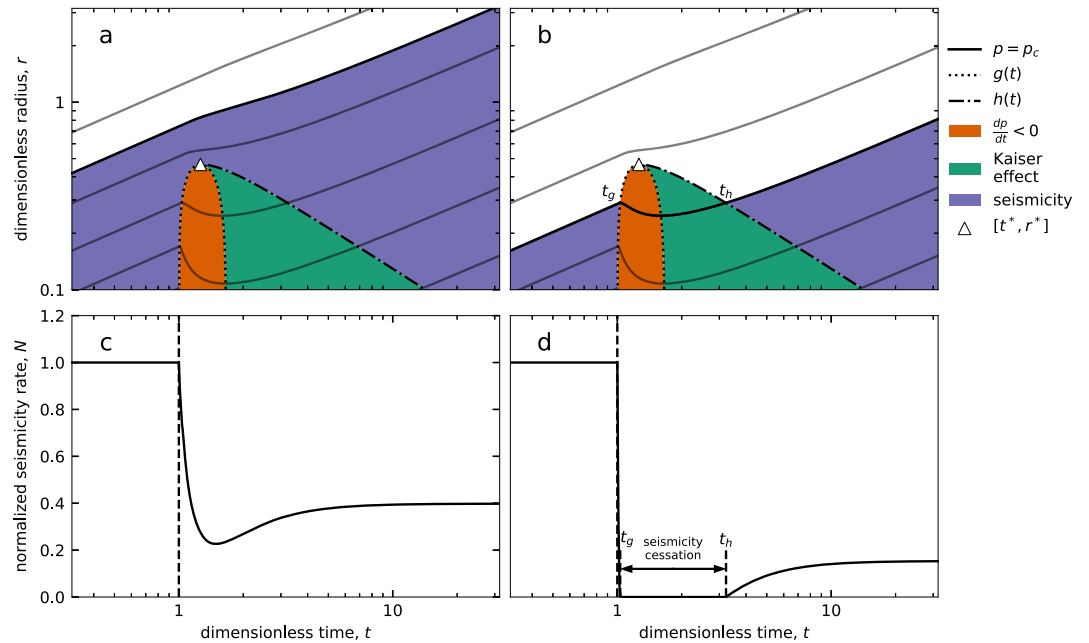 a
b
dimensionless radius, r
1
0.1
t_g
t_h
p = p_c
g(t)
h(t)
dp/dt < 0
Kaiser
effect
seismicity
[t*, r*]
c
d
normalized seismicity rate, N
1.2
1.0
0.8
0.6
0.4
0.2
0.0
t_g
seismicity
cessation
t_h
1
10
1
10
dimensionless time, t
dimensionless time, t